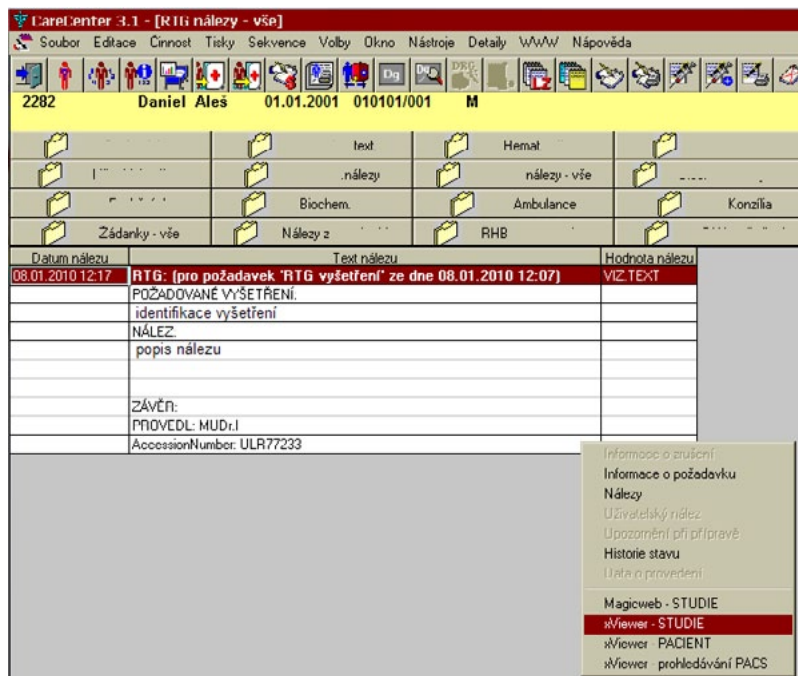 CareCenter 3.1 - [RTG nálezy - vše]
Soubor Editace Činnost Tisky Sekvence Volby Okno Nástroje Detaily WWW Nápověda
Dg DRG
2282 Daniel Aleš 01.01.2001 010101/001 M
text Hemat
.nálezy nálezy - vše
Biochem. Ambulance Konzília
Žádanky - vše Nálezy z RHB
Datum nálezu Text nálezu Hodnota nálezu
08.01.2010 12:17 RTG: (pro požadavek "RTG vyšetření" ze dne 08.01.2010 12:07) VIZ.TEXT
POŽADOVANÉ VYŠETŘENÍ.
identifikace vyšetření
NÁLEZ.
popis nálezu
ZÁVĚR:
PROVEDL: MUDr.
AccessionNumber: ULR77233
Informace o zrušení
Informace o požadavku
Nálezy
Uživatelský nález
Upozornění při přípravě
Historie stavu
Data o provedení
Magicweb - STUDIE
xViewer - STUDIE
xViewer - PACIENT
xViewer - prohledávání PACS